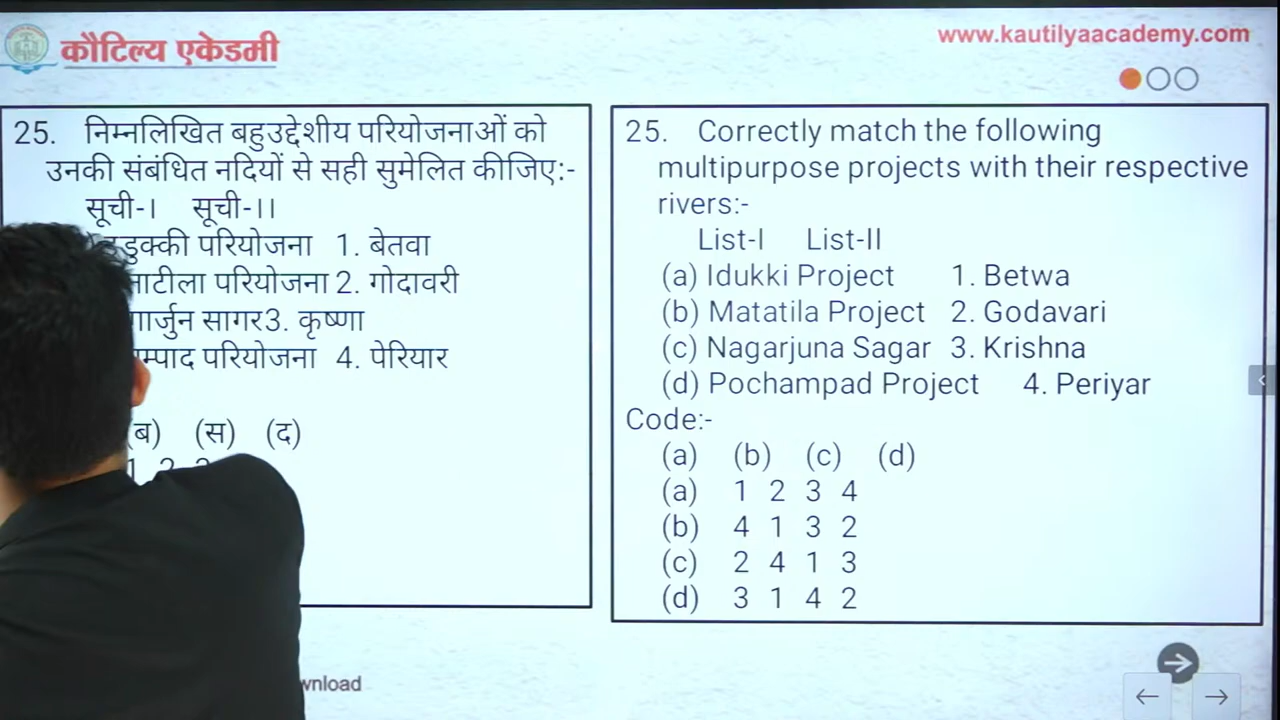 कौटिल्य एकेडमी
www.kautilyaacademy.com
25. निम्नलिखित बहुउद्देशीय परियोजनाओं को
उनकी संबंधित नदियों से सही सुमेलित कीजिए:-
सूची-। सूची-।।
परियोजना 1. बेतवा
परियोजना 2. गोदावरी
सागर3. कृष्णा
परियोजना 4. पेरियार
(ब) (स) (द)
25. Correctly match the following
multipurpose projects with their respective
rivers:-
List-I List-II
(a) Idukki Project 1. Betwa
(b) Matatila Project 2. Godavari
(c) Nagarjuna Sagar 3. Krishna
(d) Pochampad Project 4. Periyar
Code:-
(a) (b) (c) (d)
(a) 1 2 3 4
(b) 4 1 3 2
(c) 2 4 1 3
(d) 3 1 4 2